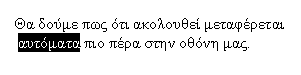 Θα δούμε πως ότι ακολουθεί μεταφέρεται
αυτόματα πιο πέρα στην οθόνη μας.